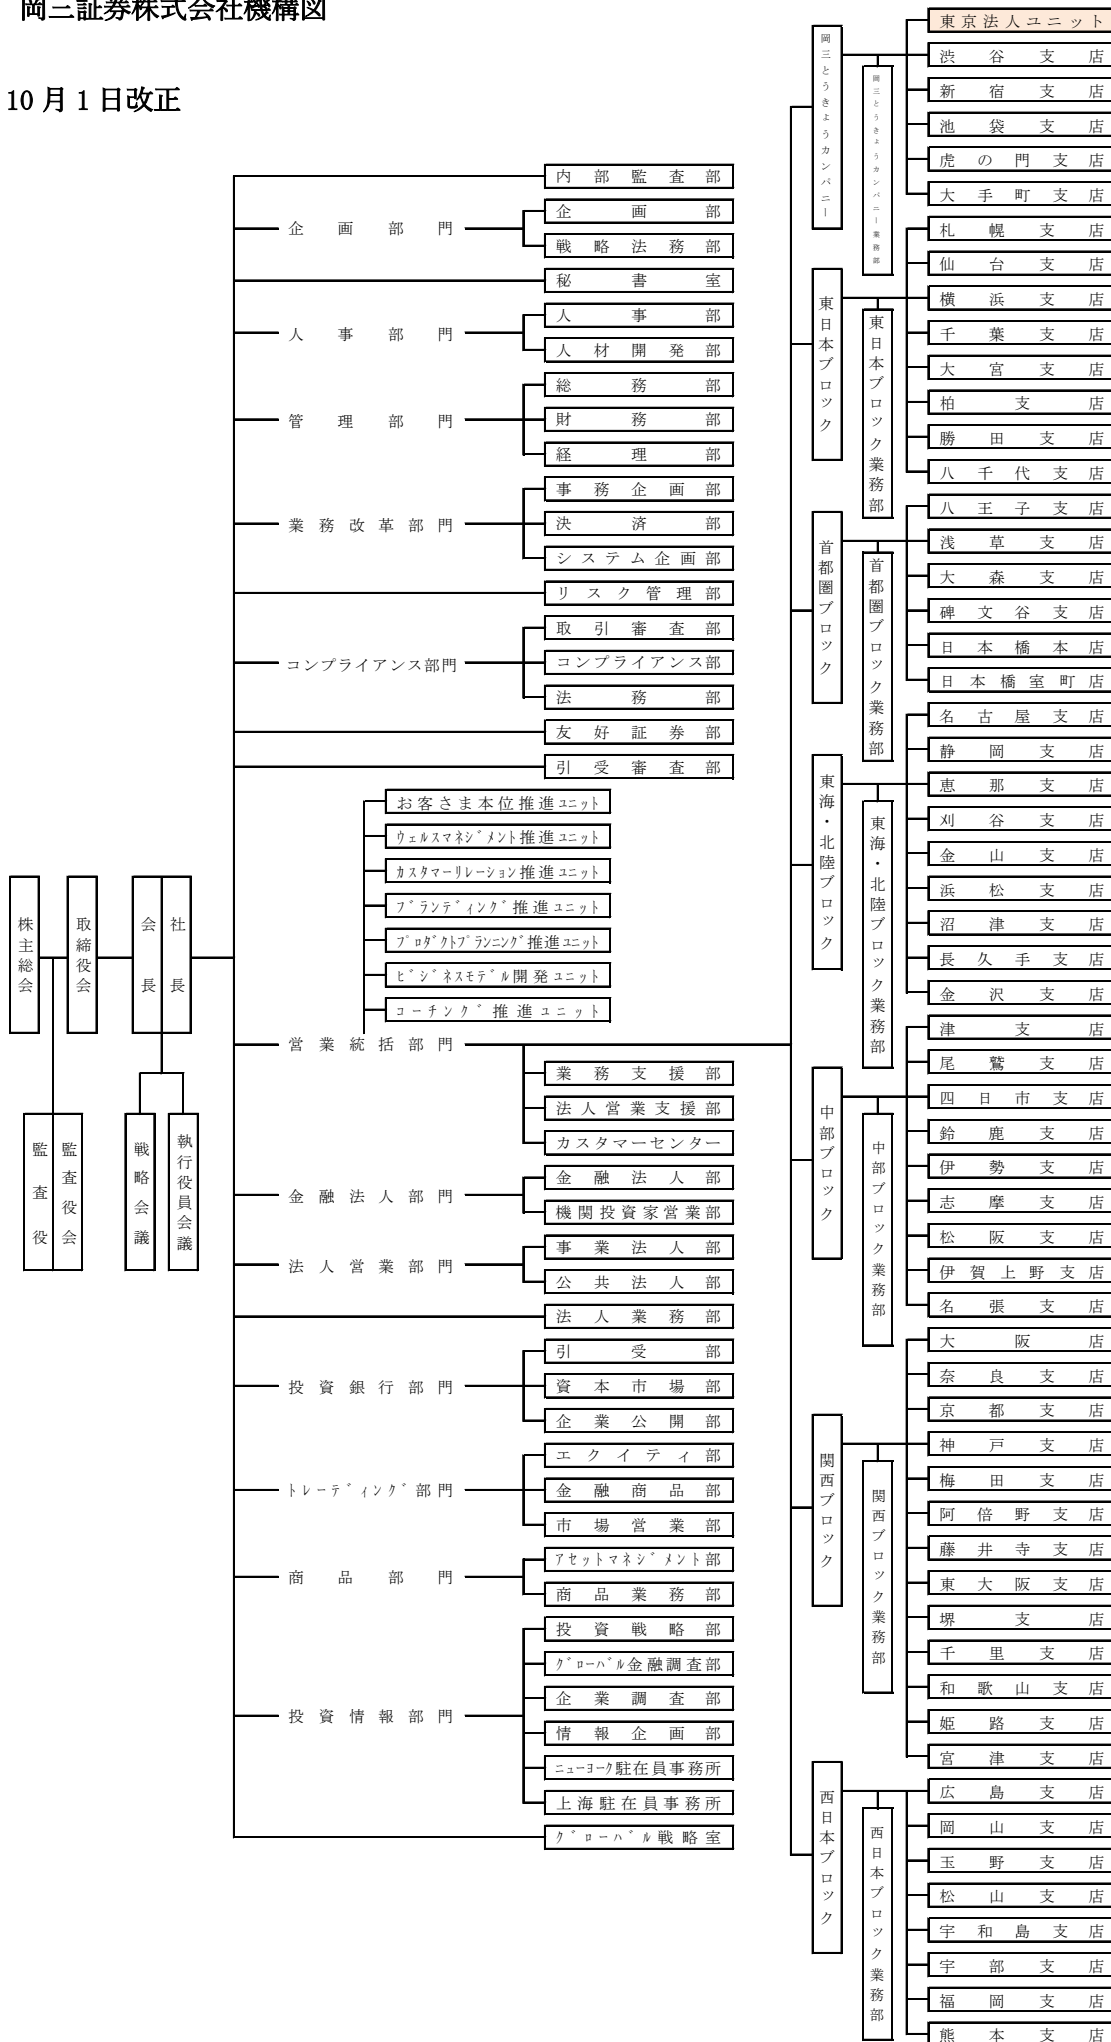 岡三証券株式会社機構図
10月1日改正
株主総会
取締役会
会長
社長
監査役
監査役会
戦略会議
執行役員会議
内部監査部
企画部門
企画部
戦略法務部
秘書室
人事部門
人事部
人材開発部
管理部門
総務部
財務部
経理部
業務改革部門
事務企画部
決済部
システム企画部
リスク管理部
コンプライアンス部門
取引審査部
コンプライアンス部
法務部
友好証券部
引受審査部
お客さま本位推進ユニット
ウェルスマネジメント推進ユニット
カスタマーリレーション推進ユニット
ブランディング推進ユニット
プロダクトプランニング推進ユニット
ビジネスモデル開発ユニット
コーチング推進ユニット
営業統括部門
業務支援部
法人営業支援部
カスタマーセンター
金融法人部門
金融法人部
機関投資家営業部
法人営業部門
事業法人部
公共法人部
法人業務部
投資銀行部門
引受部
資本市場部
企業公開部
トレーディング部門
エクイティ部
金融商品部
市場営業部
商品部門
アセットマネジメント部
商品業務部
投資情報部門
投資戦略部
グローバル金融調査部
企業調査部
情報企画部
ニューヨーク駐在員事務所
上海駐在員事務所
グローバル戦略室
岡三とうきょうカンパニー
岡三とうきょうカンパニー業務部
東京法人ユニット
渋谷支店
新宿支店
池袋支店
虎の門支店
大手町支店
東日本ブロック
東日本ブロック業務部
札幌支店
仙台支店
横浜支店
千葉支店
大宮支店
柏支店
勝田支店
八千代支店
首都圏ブロック
首都圏ブロック業務部
八王子支店
浅草支店
大森支店
碑文谷支店
日本橋本店
日本橋室町店
東海・北陸ブロック
東海・北陸ブロック業務部
名古屋支店
静岡支店
恵那支店
刈谷支店
金山支店
浜松支店
沼津支店
長久手支店
金沢支店
中部ブロック
中部ブロック業務部
津支店
尾鷲支店
四日市支店
鈴鹿支店
伊勢支店
志摩支店
松阪支店
伊賀上野支店
名張支店
関西ブロック
関西ブロック業務部
大阪店
奈良支店
京都支店
神戸支店
梅田支店
阿倍野支店
藤井寺支店
東大阪支店
堺支店
千里支店
和歌山支店
姫路支店
宮津支店
西日本ブロック
西日本ブロック業務部
広島支店
岡山支店
玉野支店
松山支店
宇和島支店
宇部支店
福岡支店
熊本支店